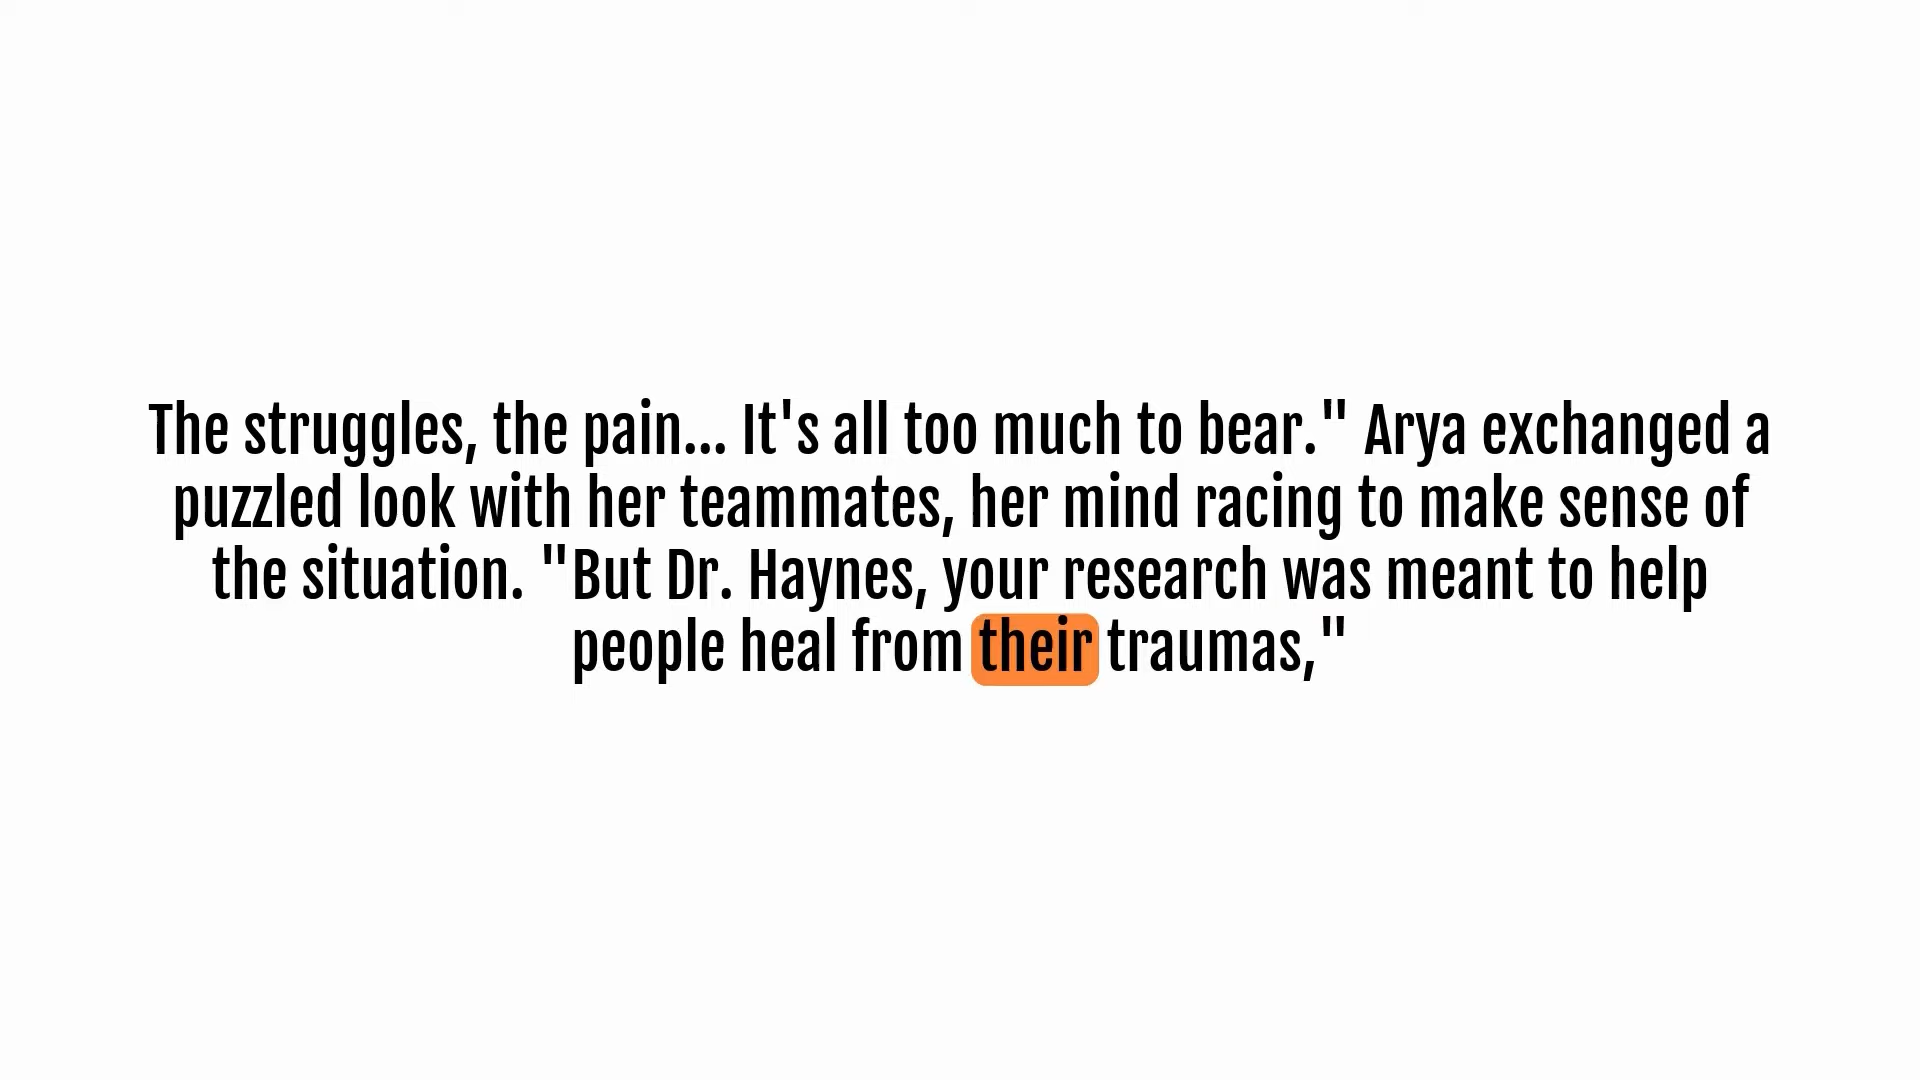 The struggles, the pain... It's all too much to bear." Arya exchanged a
puzzled look with her teammates, her mind racing to make sense of
the situation. "But Dr. Haynes, your research was meant to help
people heal from their traumas,"